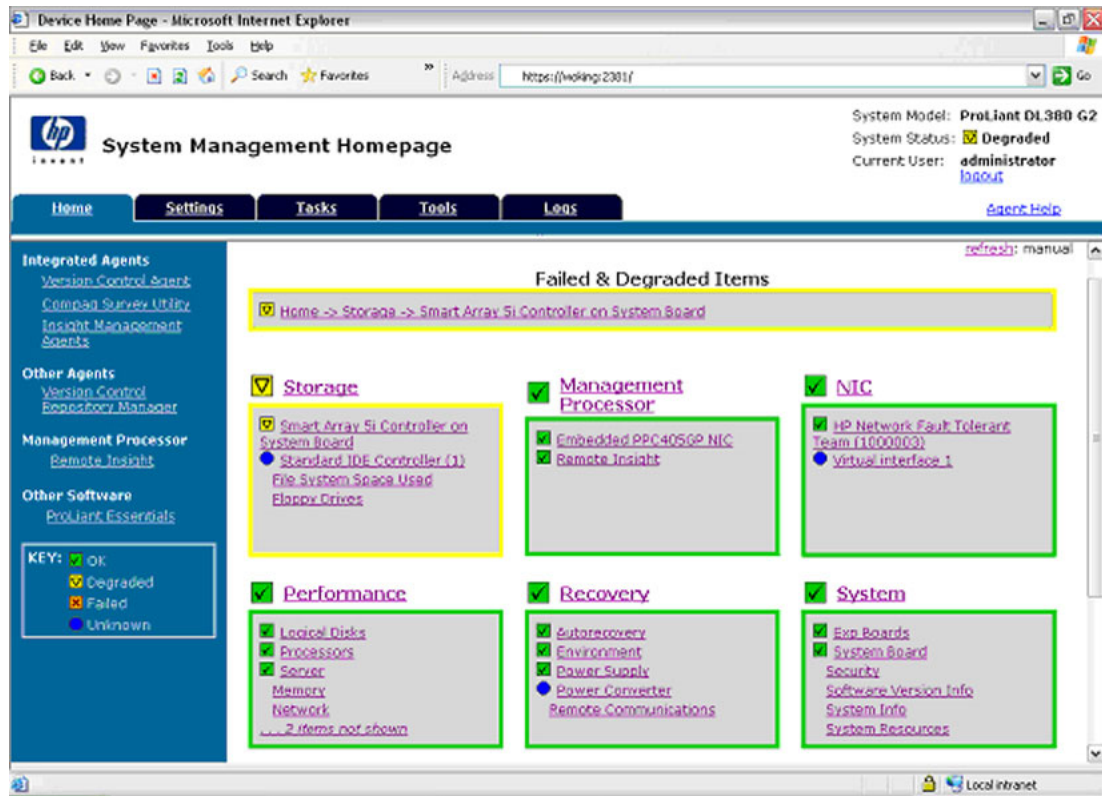 Device Home Page - Microsoft Internet Explorer
File Edit View Favorites Tools Help
Back Search Favorites » Address https://woking:2381/ Go
hp
invent
System Management Homepage
System Model: ProLiant DL380 G2
System Status: Degraded
Current User: administrator
logout
Home Settings Tasks Tools Logs
Agent Help
refresh: manual
Integrated Agents
Version Control Agent
Compaq Survey Utility
Insight Management
Agents
Other Agents
Version Control
Repository Manager
Management Processor
Remote Insight
Other Software
ProLiant Essentials
KEY: OK
Degraded
Failed
Unknown
Failed & Degraded Items
Home -> Storage -> Smart Array 5i Controller on System Board
Storage
Smart Array 5i Controller on
System Board
Standard IDE Controller (1)
File System Space Used
Floppy Drives
Management
Processor
Embedded PPC405GP NIC
Remote Insight
NIC
HP Network Fault Tolerant
Team (1000003)
Virtual interface 1
Performance
Logical Disks
Processors
Server
Memory
Network
. . . . 2 items not shown
Recovery
Autorecovery
Environment
Power Supply
Power Converter
Remote Communications
System
Exp Boards
System Board
Security
Software Version Info
System Info
System Resources
Local intranet